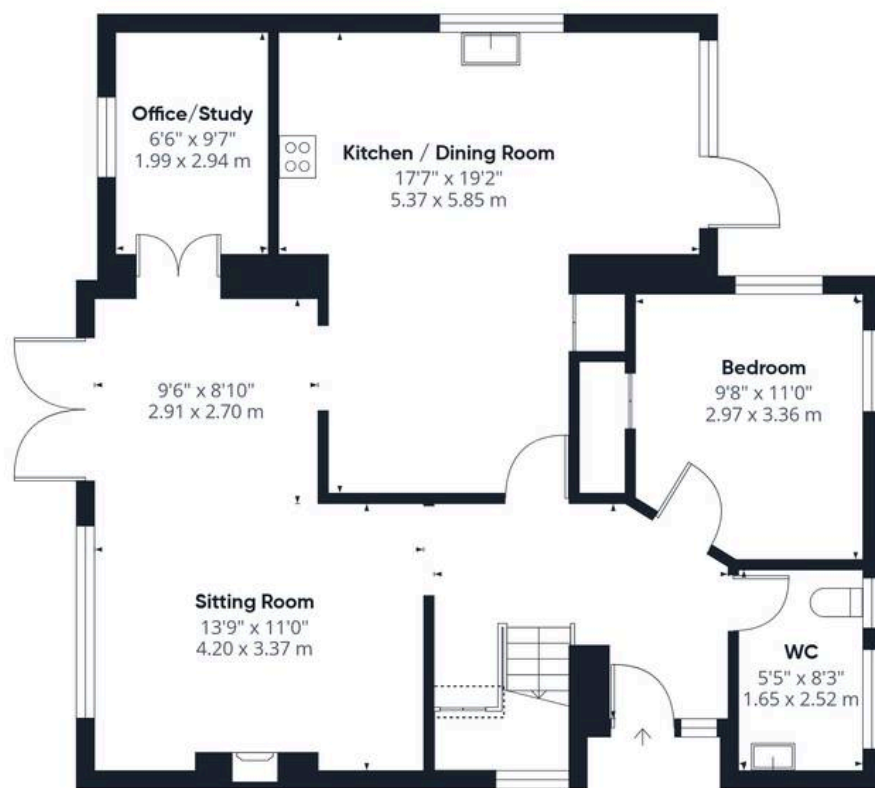 Office/Study
6'6" x 9'7"
1.99 x 2.94 m
Kitchen / Dining Room
17'7" x 19'2"
5.37 x 5.85 m
9'6" x 8'10"
2.91 x 2.70 m
Bedroom
9'8" x 11'0"
2.97 x 3.36 m
Sitting Room
13'9" x 11'0"
4.20 x 3.37 m
WC
5'5" x 8'3"
1.65 x 2.52 m